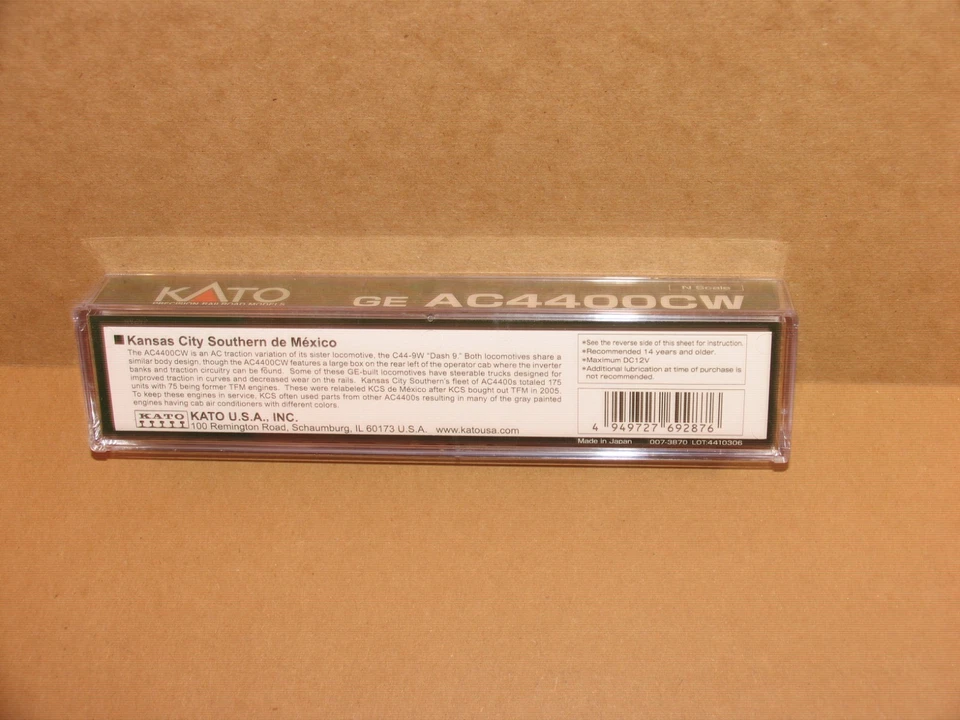 KATO
PRECISION RAILROAD MODELS
GE AC4400CW
N Scale
Kansas City Southern de México
The AC4400CW is an AC traction variation of its sister locomotive, the C44-9W "Dash 9." Both locomotives share a
similar body design, though the AC4400CW features a large box on the rear left of the operator cab where the inverter
banks and traction circuitry can be found. Some of these GE-built locomotives have steerable trucks designed for
improved traction in curves and decreased wear on the rails. Kansas City Southern's fleet of AC4400s totaled 175
units with 75 being former TFM engines. These were relabeled KCS de México after KCS bought out TFM in 2005.
To keep these engines in service, KCS often used parts from other AC4400s resulting in many of the gray painted
engines having cab air conditioners with different colors.
KATO
KATO U.S.A., INC.
100 Remington Road, Schaumburg, IL 60173 U.S.A. www.katousa.com
*See the reverse side of this sheet for instruction.
*Recommended 14 years and older.
*Maximum DC12V
*Additional lubrication at time of purchase is
not recommended.
4 949727 692876
Made in Japan 007-3870 LOT:4410306